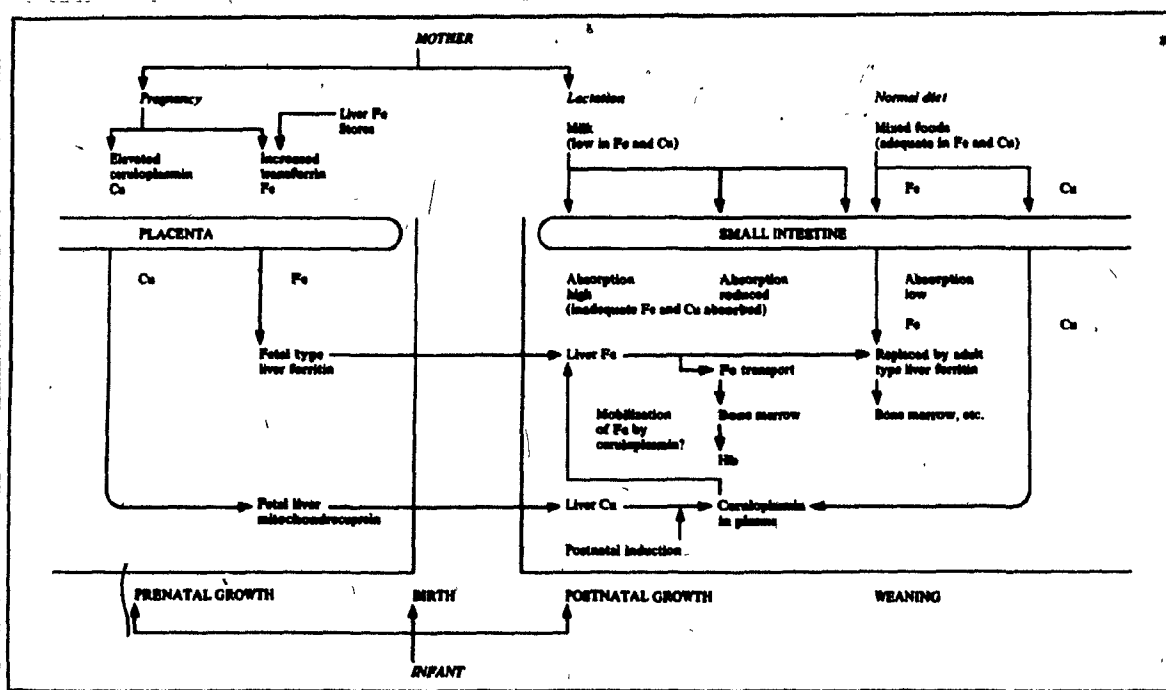 MOTHER
Pregnancy
Liver Fe
Stores
Elevated
ceruloplasmin
Cu
Increased
transferrin
Fe
Lactation
Milk
(low in Fe and Cu)
Normal diet
Mixed foods
(adequate in Fe and Cu)
Fe
Cu
PLACENTA
SMALL INTESTINE
Cu
Fe
Absorption
high
(inadequate Fe and Cu absorbed)
Absorption
reduced
Absorption
low
Fe
Cu
Fetal type
liver ferritin
Liver Fe
Fe transport
Replaced by adult
type liver ferritin
Mobilization
of Fe by
ceruloplasmin?
Bone marrow
Bone marrow, etc.
Hb
Fetal liver
mitochondrocuprein
Liver Cu
Ceruloplasmin
in plasma
Postnatal induction
PRENATAL GROWTH
BIRTH
POSTNATAL GROWTH
WEANING
INFANT